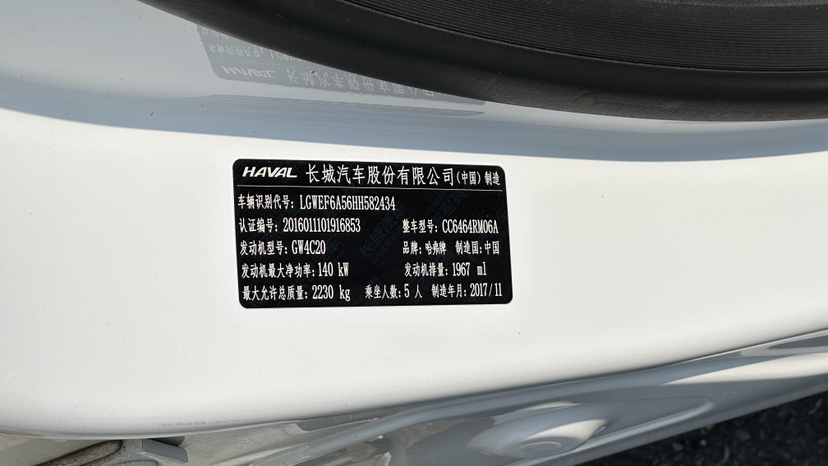 HAVAL 长城汽车股份有限公司(中国)制造
车辆识别代号: LGWEF6A56HH582434
认证编号: 2016011101916853 整车型号: CC6464RM06A
发动机型号: GW4C20 品牌: 哈弗牌 制造国: 中国
发动机最大净功率: 140 kW 发动机排量: 1967 ml
最大允许总质量: 2230 kg 乘坐人数: 5 人 制造年月: 2017/11